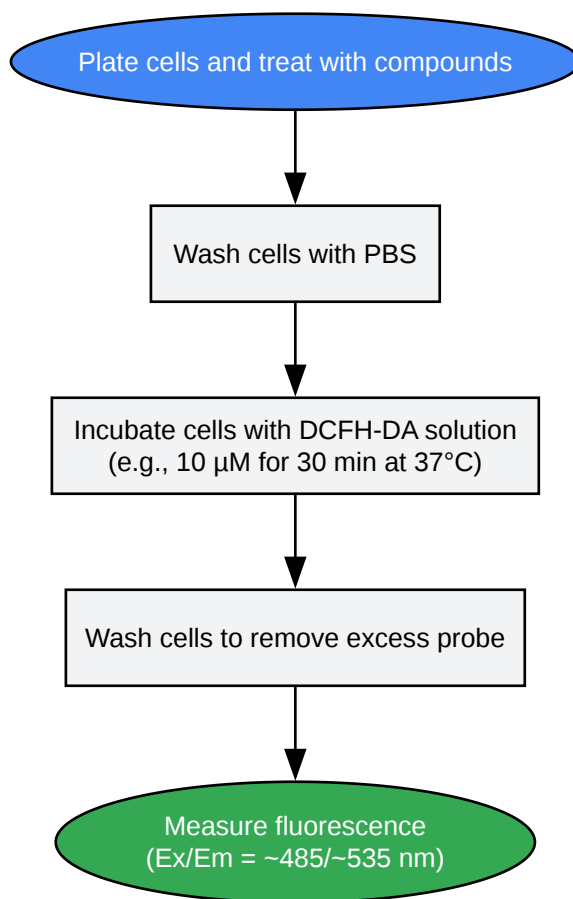 Plate cells and treat with compounds
Wash cells with PBS
Incubate cells with DCFH-DA solution
(e.g., 10 µM for 30 min at 37°C)
Wash cells to remove excess probe
Measure fluorescence
(Ex/Em = ~485/~535 nm)